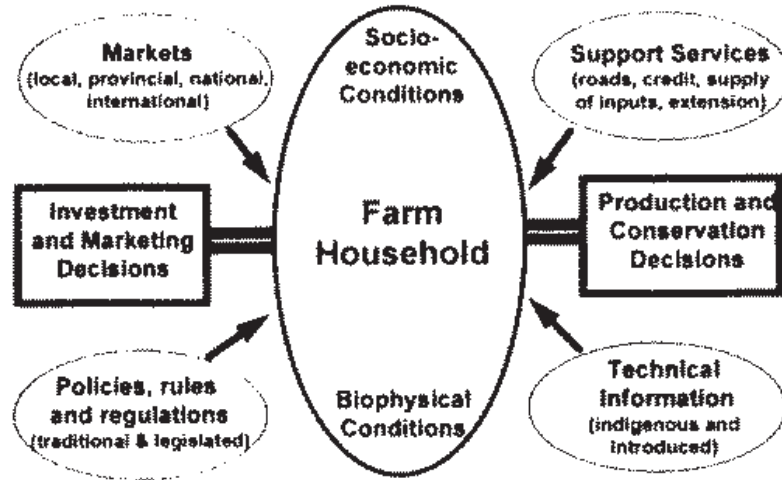 Markets
(local, provincial, national,
international)
Socio-
economic
Conditions
Support Services
(roads, credit, supply
of inputs, extension)
Investment
and Marketing
Decisions
Farm
Household
Production and
Conservation
Decisions
Policies, rules
and regulations
(traditional & legislated)
Biophysical
Conditions
Technical
Information
(indigenous and
introduced)